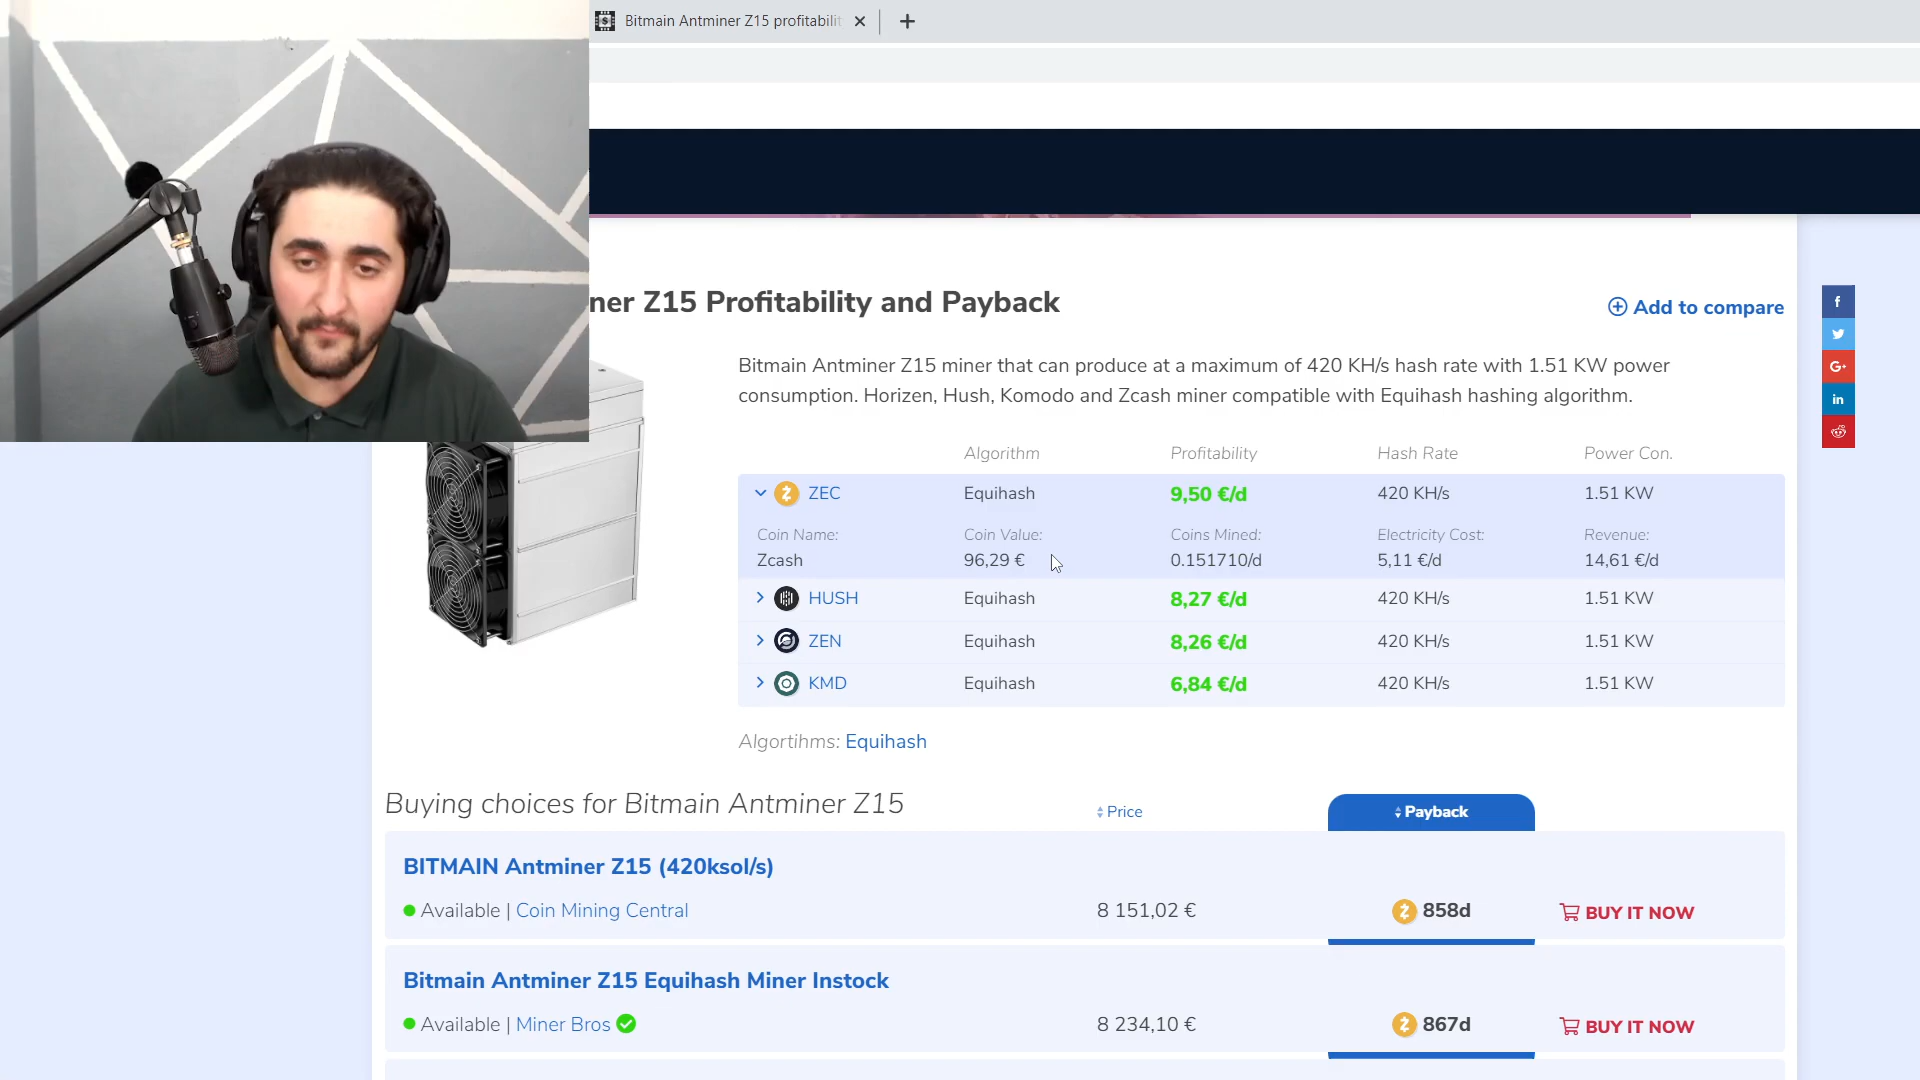 Bitmain Antminer Z15 profitabilit
ner Z15 Profitability and Payback
Add to compare
Bitmain Antminer Z15 miner that can produce at a maximum of 420 KH/s hash rate with 1.51 KW power
consumption. Horizen, Hush, Komodo and Zcash miner compatible with Equihash hashing algorithm.
Algorithm Profitability Hash Rate Power Con.
ZEC Equihash 9,50 €/d 420 KH/s 1.51 KW
Coin Name: Coin Value: Coins Mined: Electricity Cost: Revenue:
Zcash 96,29 € 0.151710/d 5,11 €/d 14,61 €/d
HUSH Equihash 8,27 €/d 420 KH/s 1.51 KW
ZEN Equihash 8,26 €/d 420 KH/s 1.51 KW
KMD Equihash 6,84 €/d 420 KH/s 1.51 KW
Algortihms: Equihash
Buying choices for Bitmain Antminer Z15 Price Payback
BITMAIN Antminer Z15 (420ksol/s)
Available | Coin Mining Central 8 151,02 € 858d BUY IT NOW
Bitmain Antminer Z15 Equihash Miner Instock
Available | Miner Bros 8 234,10 € 867d BUY IT NOW
f
G+
in